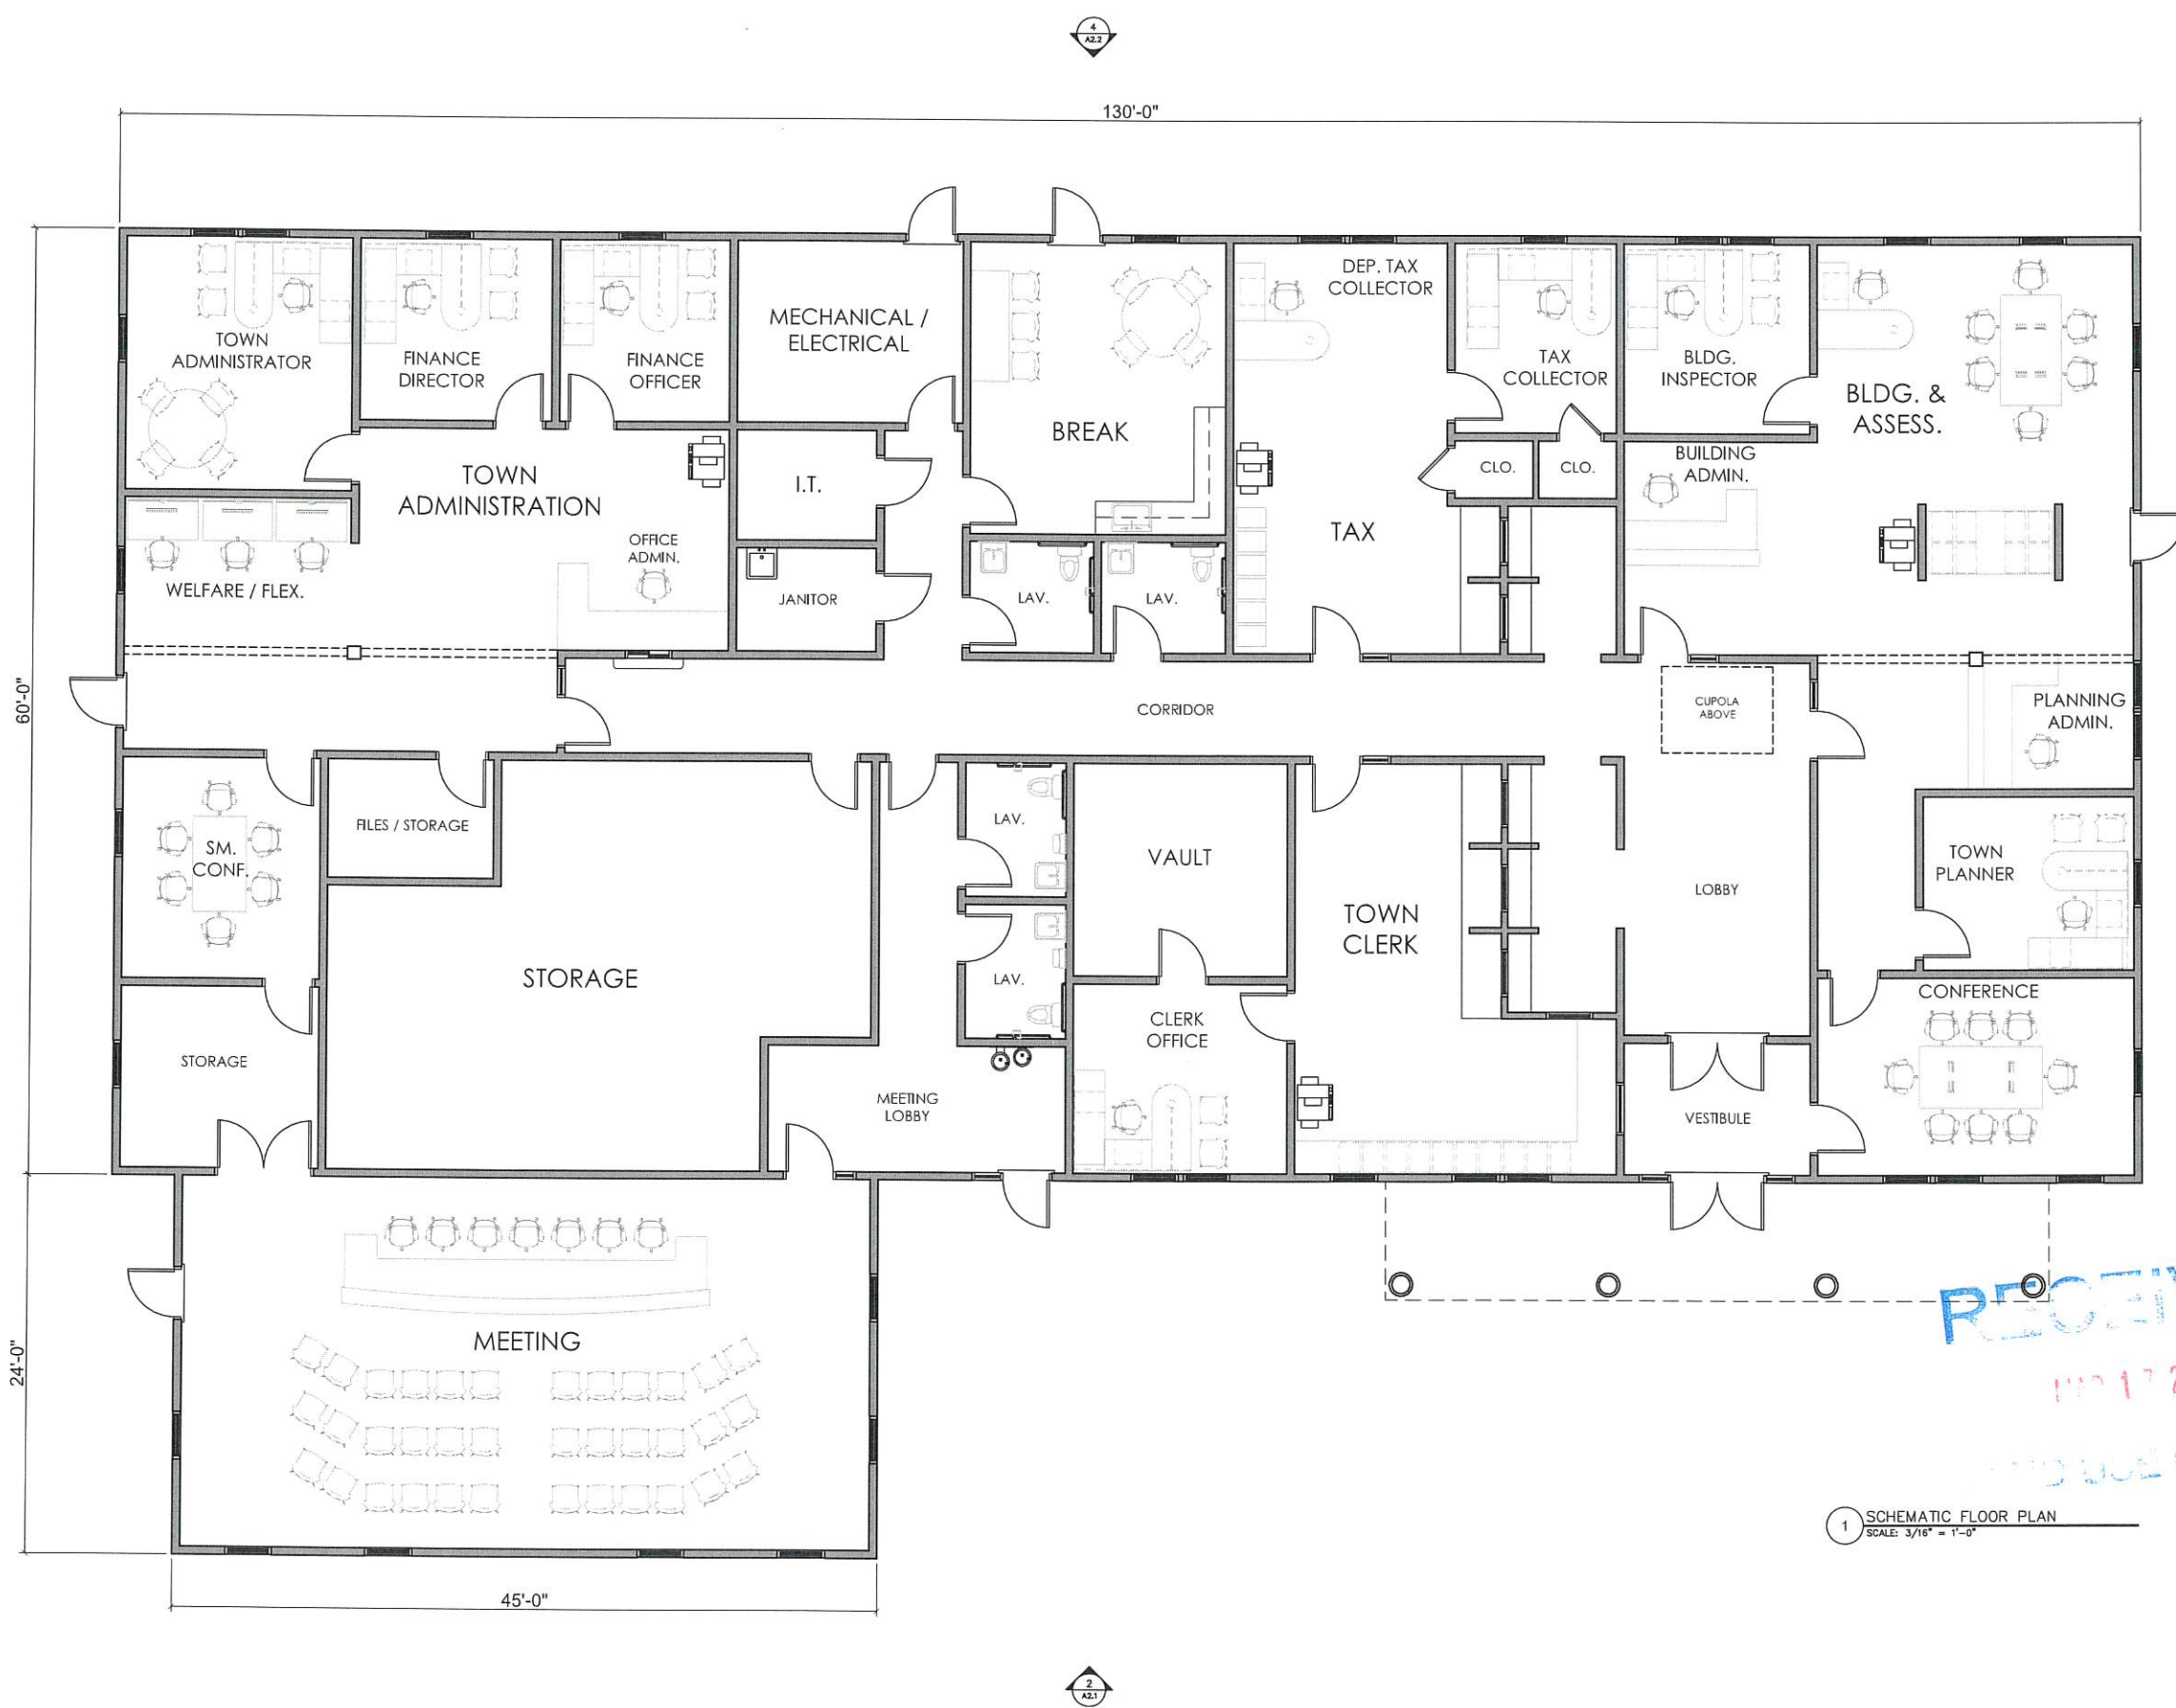 4
A2.2
130'-0"
TOWN
ADMINISTRATOR
FINANCE
DIRECTOR
FINANCE
OFFICER
MECHANICAL /
ELECTRICAL
BREAK
DEP. TAX
COLLECTOR
TAX
COLLECTOR
BLDG.
INSPECTOR
BLDG. &
ASSESS.
TOWN
ADMINISTRATION
I.T.
CLO.
CLO.
BUILDING
ADMIN.
TAX
OFFICE
ADMIN.
WELFARE / FLEX.
JANITOR
LAV.
LAV.
60'-0"
CORRIDOR
CUPOLA
ABOVE
PLANNING
ADMIN.
SM.
CONF.
FILES / STORAGE
LAV.
VAULT
TOWN
CLERK
LOBBY
TOWN
PLANNER
STORAGE
LAV.
CLERK
OFFICE
CONFERENCE
STORAGE
MEETING
LOBBY
VESTIBULE
24'-0"
MEETING
1
SCHEMATIC FLOOR PLAN
SCALE: 3/16" = 1'-0"
45'-0"
2
A2.1